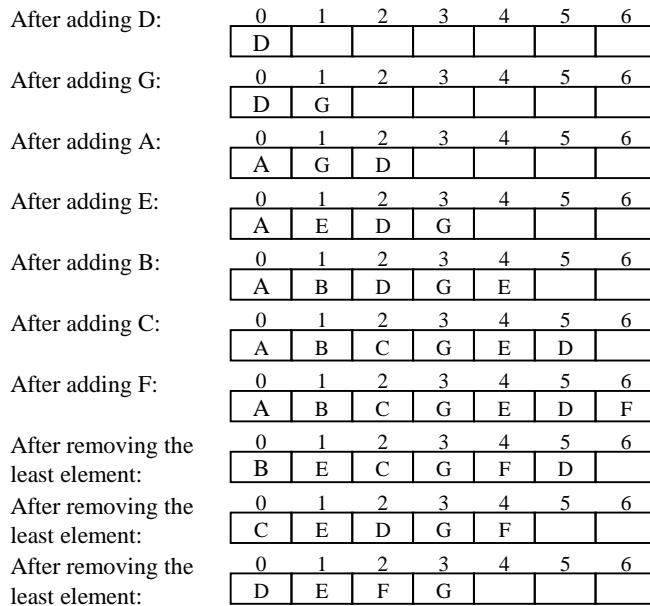 After adding D: 0 1 2 3 4 5 6
D
After adding G: 0 1 2 3 4 5 6
D G
After adding A: 0 1 2 3 4 5 6
A G D
After adding E: 0 1 2 3 4 5 6
A E D G
After adding B: 0 1 2 3 4 5 6
A B D G E
After adding C: 0 1 2 3 4 5 6
A B C G E D
After adding F: 0 1 2 3 4 5 6
A B C G E D F
After removing the 0 1 2 3 4 5 6
least element: B E C G F D
After removing the 0 1 2 3 4 5 6
least element: C E D G F
After removing the 0 1 2 3 4 5 6
least element: D E F G